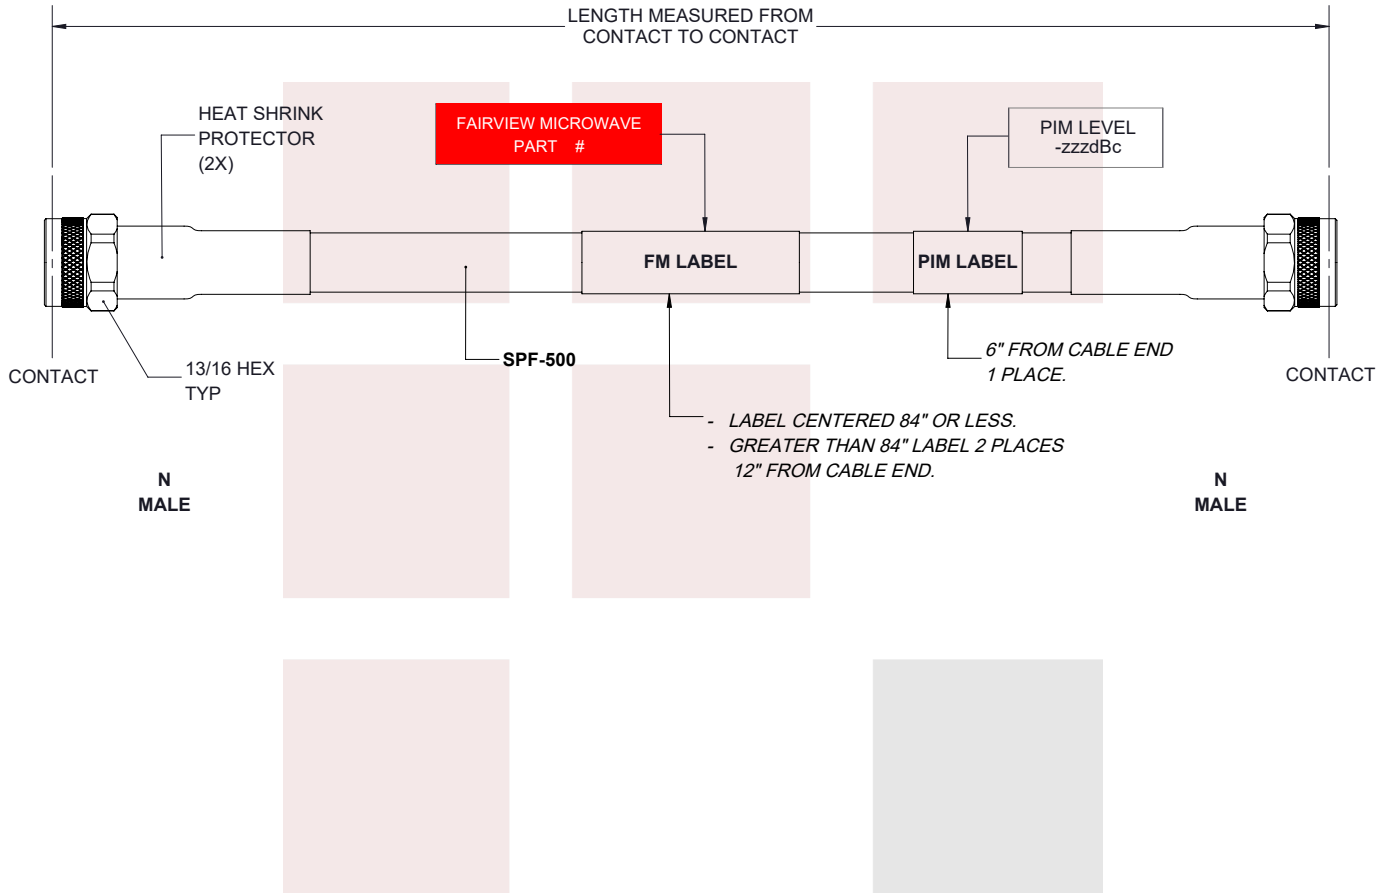 LENGTH MEASURED FROM
CONTACT TO CONTACT
HEAT SHRINK
PROTECTOR
(2X)
FAIRVIEW MICROWAVE
PART #
PIM LEVEL
-zzzdBc
FM LABEL
PIM LABEL
CONTACT
13/16 HEX
TYP
SPF-500
6" FROM CABLE END
1 PLACE.
CONTACT
- LABEL CENTERED 84" OR LESS.
- GREATER THAN 84" LABEL 2 PLACES
12" FROM CABLE END.
N
MALE
N
MALE